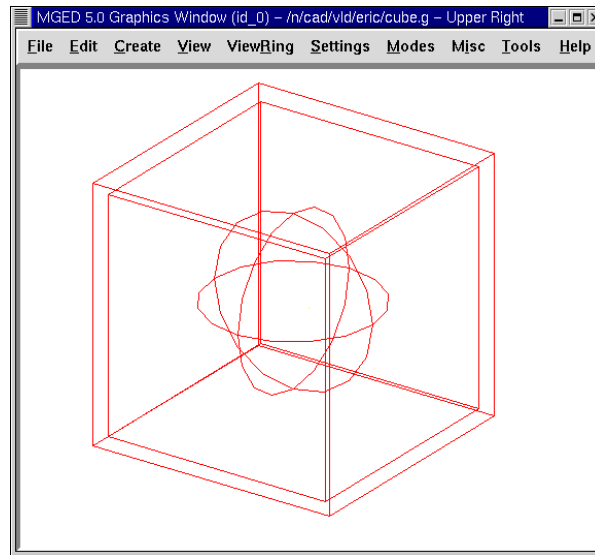 MGED 5.0 Graphics Window (id_0) – /n/cad/vld/eric/cube.g – Upper Right
File Edit Create View ViewRing Settings Modes Misc Tools Help